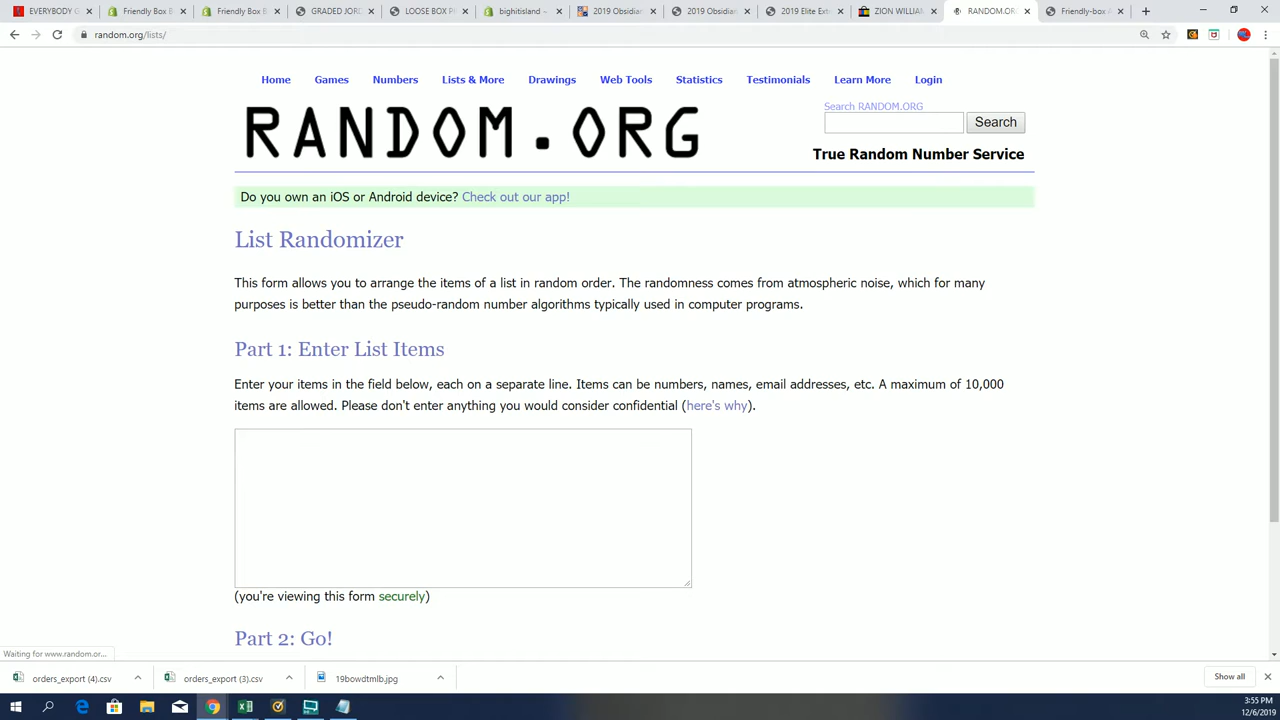 EVERYBODY G
Friendly Box B
Friendly Box B
GRADED JORD
LOOSE BOX P
bighitisland –
2019 Obsidian
2019 Obsidian
2019 Elite Ext
ZION WILLIAM
RANDOM.OR
Friendly-box A
random.org/lists/
Home Games Numbers Lists & More Drawings Web Tools Statistics Testimonials Learn More Login
RANDOM.ORG
Search RANDOM.ORG
Search
True Random Number Service
Do you own an iOS or Android device? Check out our app!
List Randomizer
This form allows you to arrange the items of a list in random order. The randomness comes from atmospheric noise, which for many
purposes is better than the pseudo-random number algorithms typically used in computer programs.
Part 1: Enter List Items
Enter your items in the field below, each on a separate line. Items can be numbers, names, email addresses, etc. A maximum of 10,000
items are allowed. Please don't enter anything you would consider confidential (here's why).
(you're viewing this form securely)
Part 2: Go!
Waiting for www.random.or...
orders_export (4).csv
orders_export (3).csv
19bowdtmlb.jpg
Show all
3:55 PM
12/6/2019